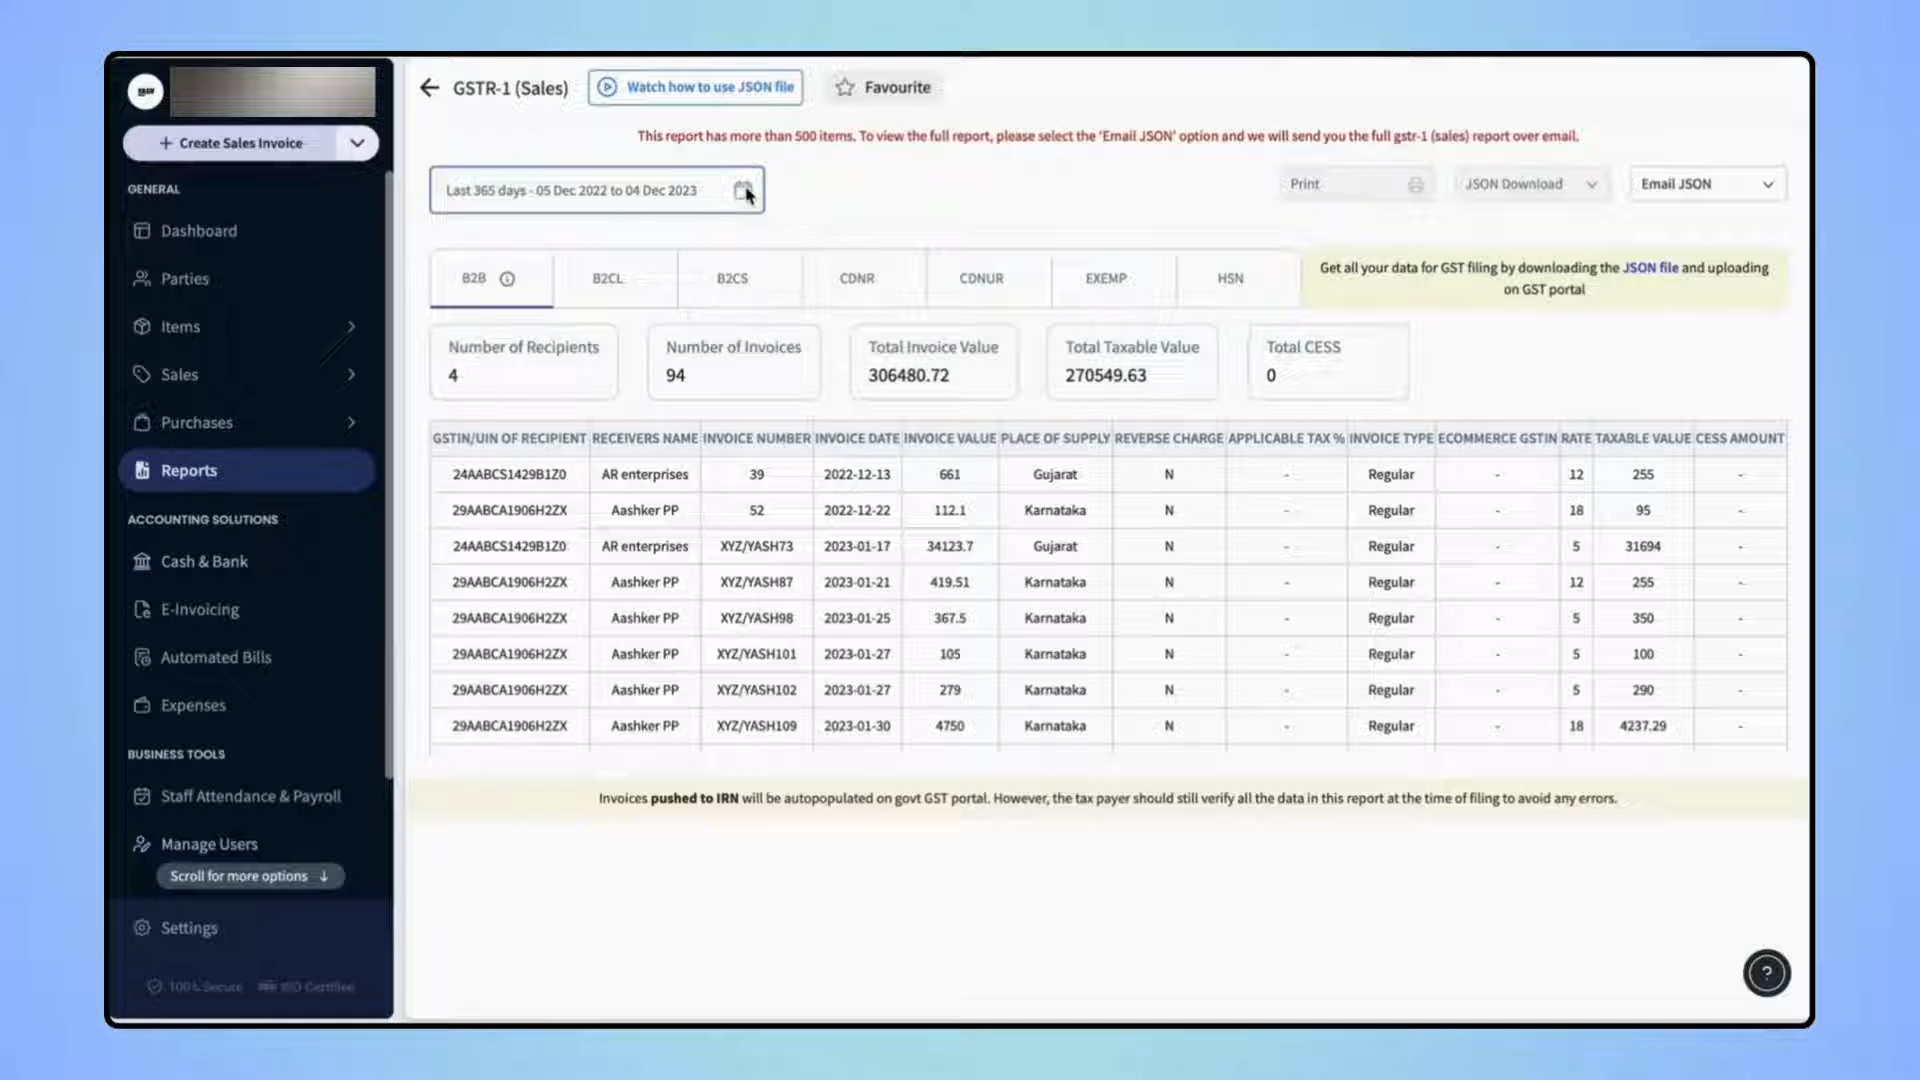 GSTR-1 (Sales)
Watch how to use JSON file
Favourite
+ Create Sales Invoice
This report has more than 500 items. To view the full report, please select the 'Email JSON' option and we will send you the full gstr-1 (sales) report over email.
Last 365 days - 05 Dec 2022 to 04 Dec 2023
Print
JSON Download
Email JSON
GENERAL
Dashboard
Parties
Items
Sales
Purchases
Reports
ACCOUNTING SOLUTIONS
Cash & Bank
E-Invoicing
Automated Bills
Expenses
BUSINESS TOOLS
Staff Attendance & Payroll
Manage Users
Scroll for more options ↓
Settings
100% Secure
ISO Certified
B2B B2CL B2CS CDNR CDNUR EXEMP HSN
Get all your data for GST filing by downloading the JSON file and uploading
on GST portal
Number of Recipients Number of Invoices Total Invoice Value Total Taxable Value Total CESS
4 94 306480.72 270549.63 0
GSTIN/UIN OF RECIPIENT RECEIVERS NAME INVOICE NUMBER INVOICE DATE INVOICE VALUE PLACE OF SUPPLY REVERSE CHARGE APPLICABLE TAX % INVOICE TYPE ECOMMERCE GSTIN RATE TAXABLE VALUE CESS AMOUNT
24AABCS1429B1Z0 AR enterprises 39 2022-12-13 661 Gujarat N - Regular - 12 255 -
29AABCA1906H2ZX Aashker PP 52 2022-12-22 112.1 Karnataka N - Regular - 18 95 -
24AABCS1429B1Z0 AR enterprises XYZ/YASH73 2023-01-17 34123.7 Gujarat N - Regular - 5 31694 -
29AABCA1906H2ZX Aashker PP XYZ/YASH87 2023-01-21 419.51 Karnataka N - Regular - 12 255 -
29AABCA1906H2ZX Aashker PP XYZ/YASH98 2023-01-25 367.5 Karnataka N - Regular - 5 350 -
29AABCA1906H2ZX Aashker PP XYZ/YASH101 2023-01-27 105 Karnataka N - Regular - 5 100 -
29AABCA1906H2ZX Aashker PP XYZ/YASH102 2023-01-27 279 Karnataka N - Regular - 5 290 -
29AABCA1906H2ZX Aashker PP XYZ/YASH109 2023-01-30 4750 Karnataka N - Regular - 18 4237.29 -
Invoices pushed to IRN will be autopopulated on govt GST portal. However, the tax payer should still verify all the data in this report at the time of filing to avoid any errors.
?